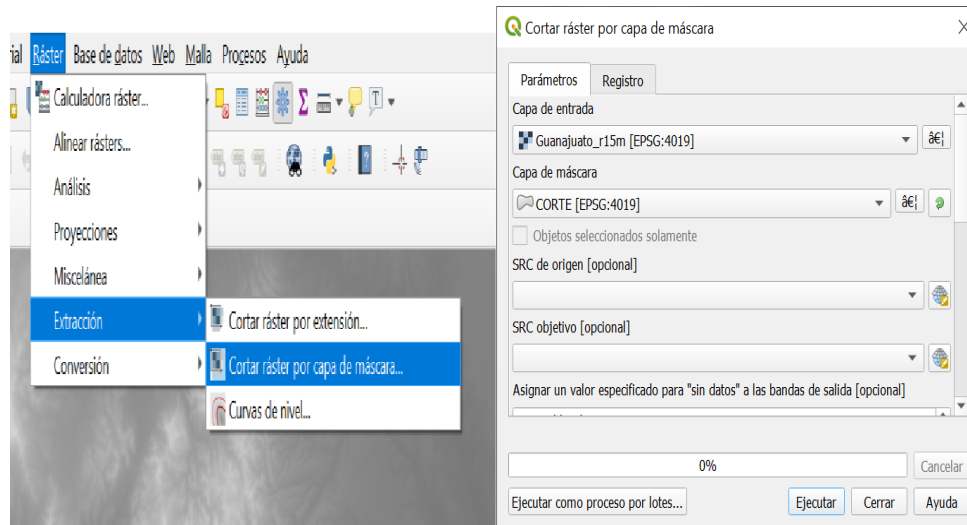 ial Ráster Base de datos Web Malla Procesos Ayuda
Calculadora ráster...
Alinear rásters...
Análisis
Proyecciones
Miscelánea
Extracción
Conversión
Cortar ráster por extensión...
Cortar ráster por capa de máscara...
Curvas de nivel...
Cortar ráster por capa de máscara
Parámetros Registro
Capa de entrada
Guanajuato_r15m [EPSG:4019] â€¦
Capa de máscara
CORTE [EPSG:4019] â€¦
Objetos seleccionados solamente
SRC de origen [opcional]
SRC objetivo [opcional]
Asignar un valor especificado para "sin datos" a las bandas de salida [opcional]
0% Cancelar
Ejecutar como proceso por lotes... Ejecutar Cerrar Ayuda